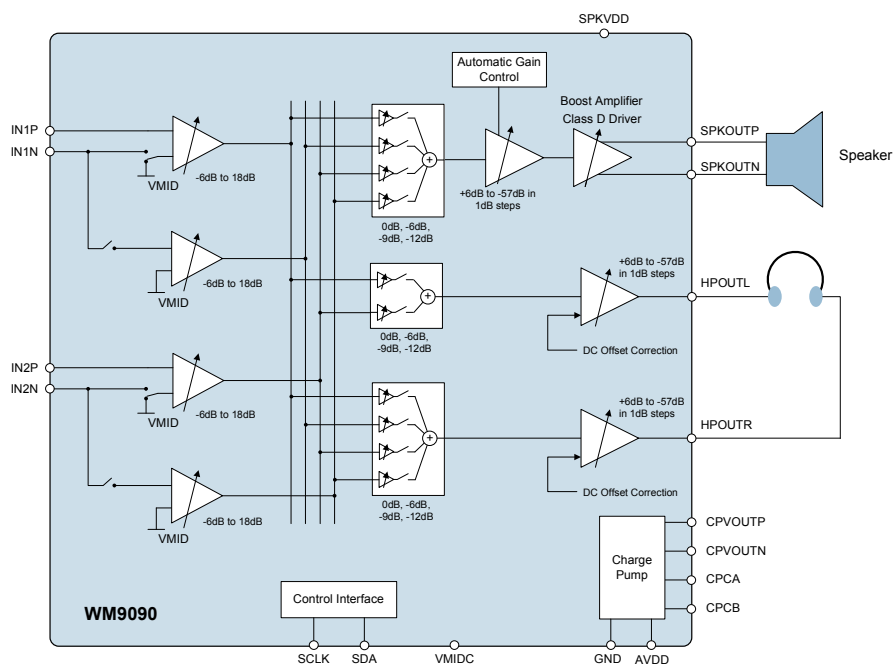 SPKVDD
Automatic Gain
Control
Boost Amplifier
Class D Driver
IN1P
IN1N
VMID
-6dB to 18dB
SPKOUTP
SPKOUTN
Speaker
+6dB to -57dB in
1dB steps
0dB, -6dB,
-9dB, -12dB
VMID
-6dB to 18dB
+6dB to -57dB
in 1dB steps
HPOUTL
0dB, -6dB,
-9dB, -12dB
DC Offset Correction
IN2P
IN2N
VMID
-6dB to 18dB
+6dB to -57dB
in 1dB steps
HPOUTR
DC Offset Correction
0dB, -6dB,
-9dB, -12dB
VMID
-6dB to 18dB
Charge
Pump
CPVOUTP
CPVOUTN
CPCA
CPCB
Control Interface
WM9090
SCLK
SDA
VMIDC
GND
AVDD